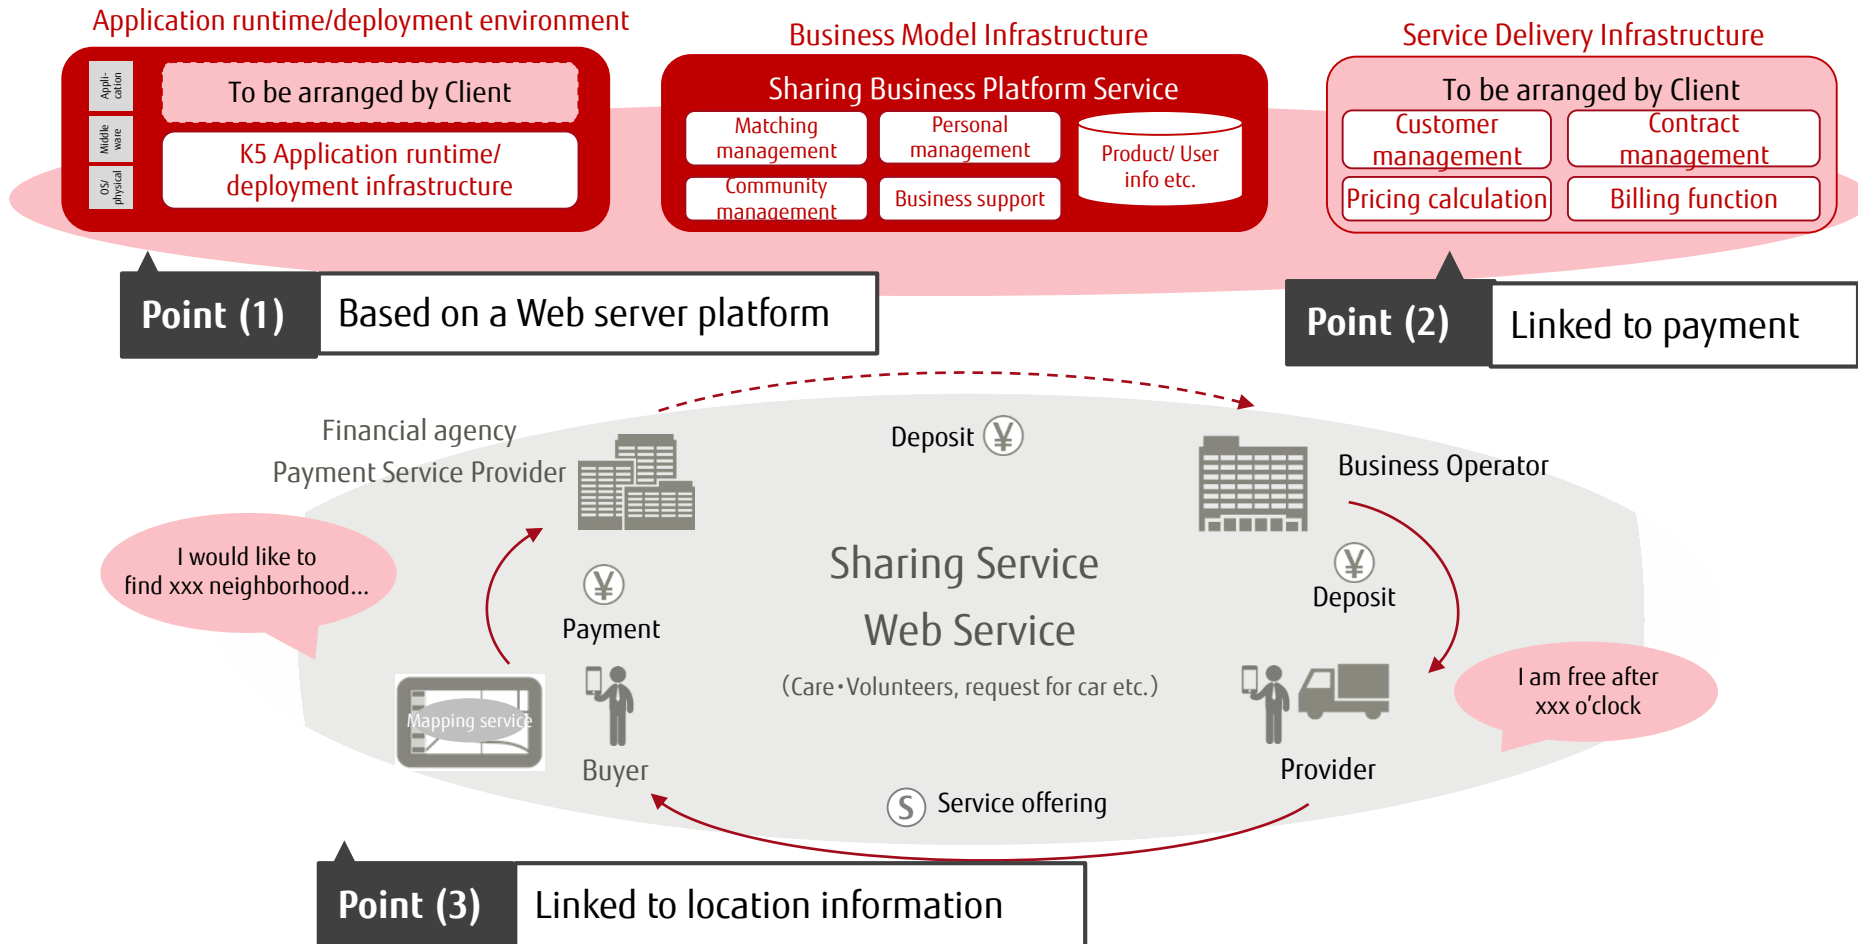 Application runtime/deployment environment
Business Model Infrastructure
Service Delivery Infrastructure
Appli-
cation
Middle
ware
OS/
physical
To be arranged by Client
K5 Application runtime/
deployment infrastructure
Sharing Business Platform Service
Matching
management
Personal
management
Community
management
Business support
Product/ User
info etc.
To be arranged by Client
Customer
management
Contract
management
Pricing calculation
Billing function
Point (1)
Based on a Web server platform
Point (2)
Linked to payment
Financial agency
Payment Service Provider
Deposit ¥
Business Operator
I would like to
find xxx neighborhood...
¥
Payment
Sharing Service
Web Service
(Care・Volunteers, request for car etc.)
¥
Deposit
I am free after
xxx o’clock
Mapping service
Buyer
Provider
S Service offering
Point (3)
Linked to location information